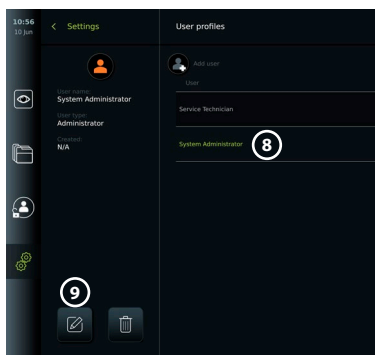 10:56
10 Jun
Settings
User profiles
Add user
User
User name:
System Administrator
User type:
Administrator
Created:
N/A
Service Technician
System Administrator
8
9